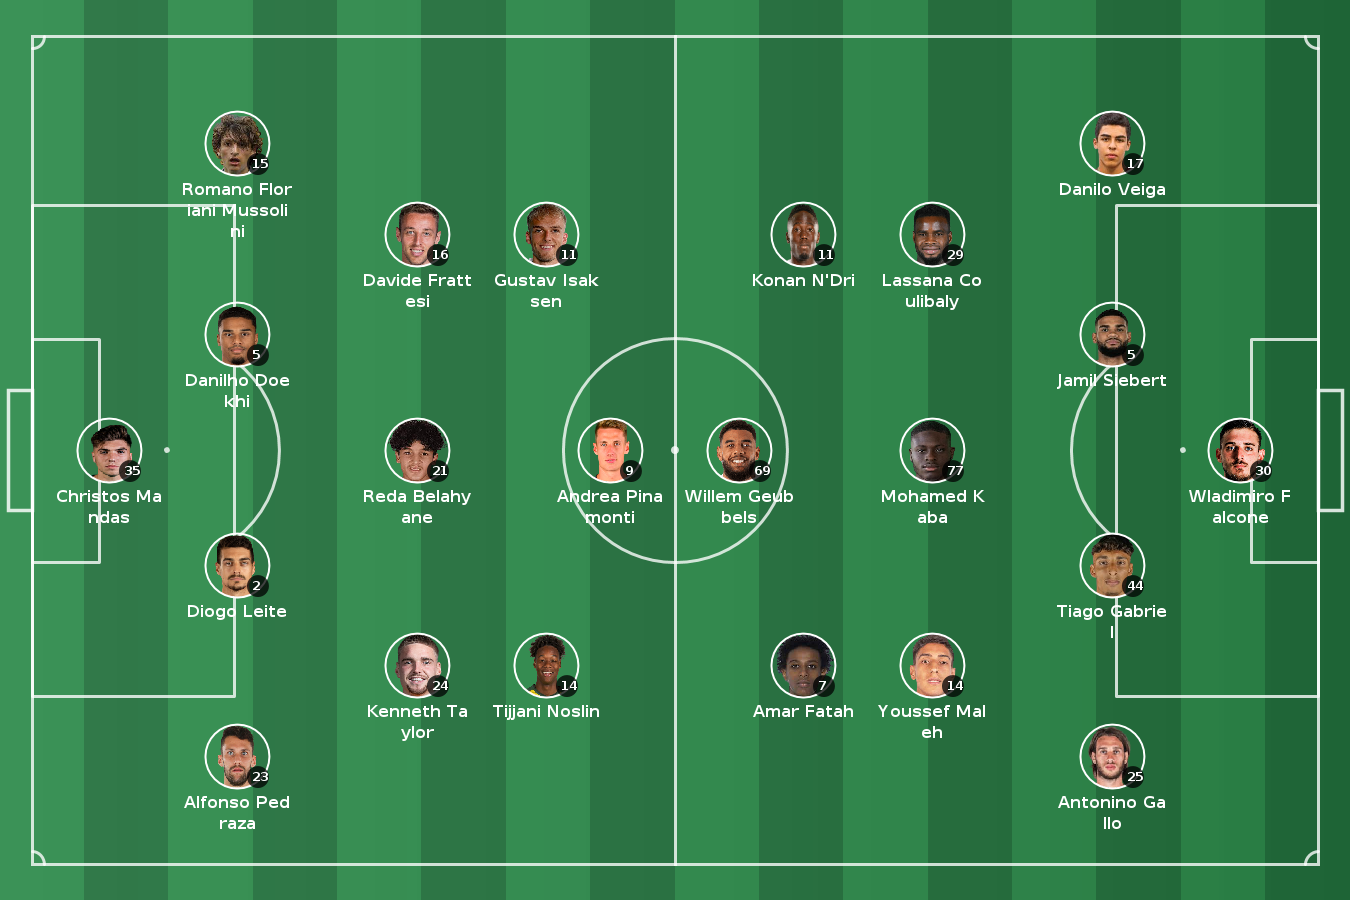 15
Romano Flor
iani Mussoli
ni
17
Danilo Veiga
16
Davide Fratt
esi
11
Gustav Isak
sen
11
Konan N'Dri
29
Lassana Co
ulibaly
5
Danilho Doe
khi
5
Jamil Siebert
35
Christos Ma
ndas
21
Reda Belahy
ane
9
Andrea Pina
monti
69
Willem Geub
bels
77
Mohamed K
aba
30
Wladimiro F
alcone
2
Diogo Leite
44
Tiago Gabrie
l
24
Kenneth Ta
ylor
14
Tijjani Noslin
7
Amar Fatah
14
Youssef Mal
eh
23
Alfonso Ped
raza
25
Antonino Ga
llo